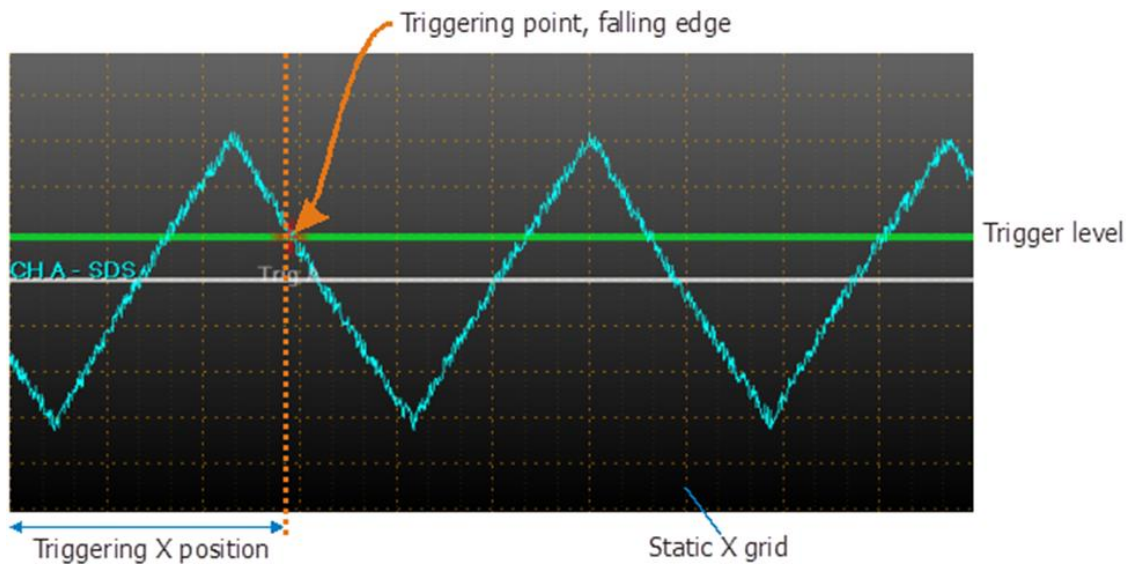 Triggering point, falling edge
Trigger level
CH A - SDS
Trig A
Triggering X position
Static X grid